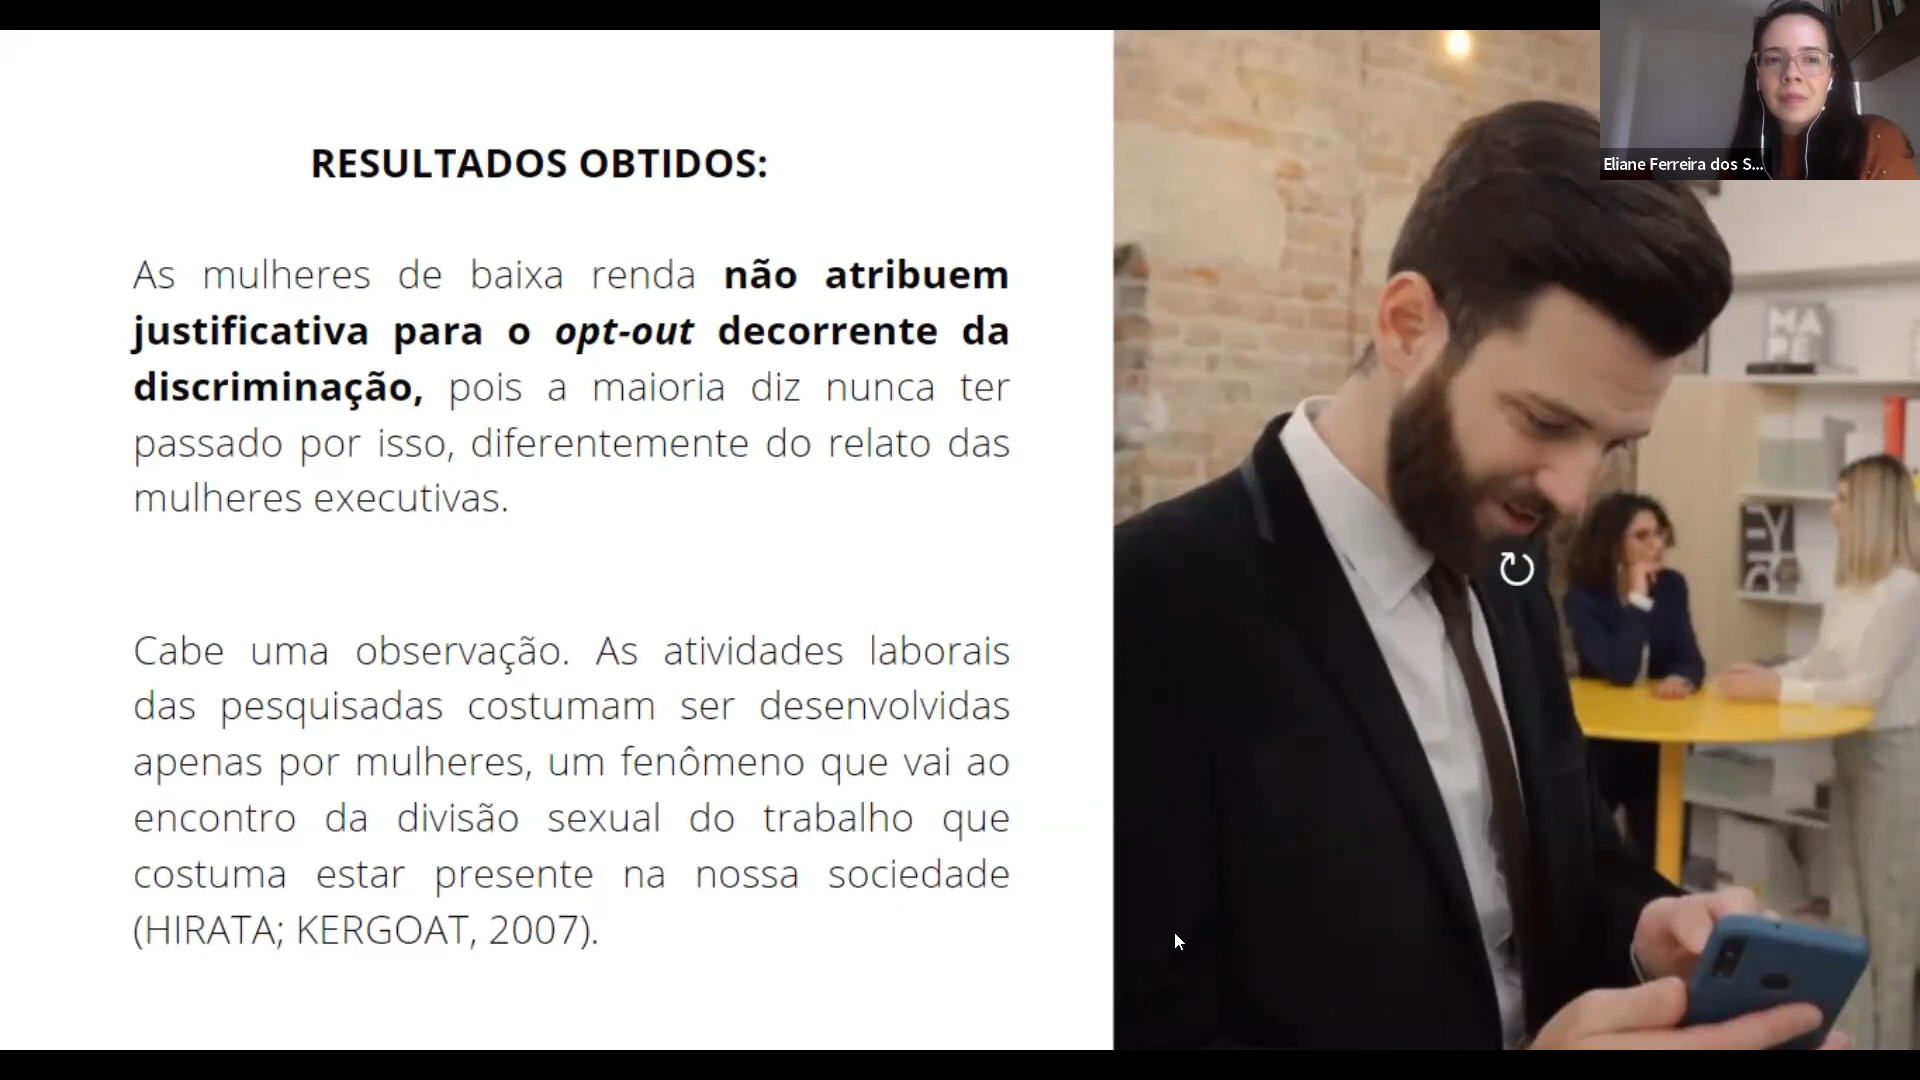 RESULTADOS OBTIDOS:
As mulheres de baixa renda não atribuem
justificativa para o opt-out decorrente da
discriminação, pois a maioria diz nunca ter
passado por isso, diferentemente do relato das
mulheres executivas.
Cabe uma observação. As atividades laborais
das pesquisadas costumam ser desenvolvidas
apenas por mulheres, um fenômeno que vai ao
encontro da divisão sexual do trabalho que
costuma estar presente na nossa sociedade
(HIRATA; KERGOAT, 2007).
Eliane Ferreira dos S...
MA
PE